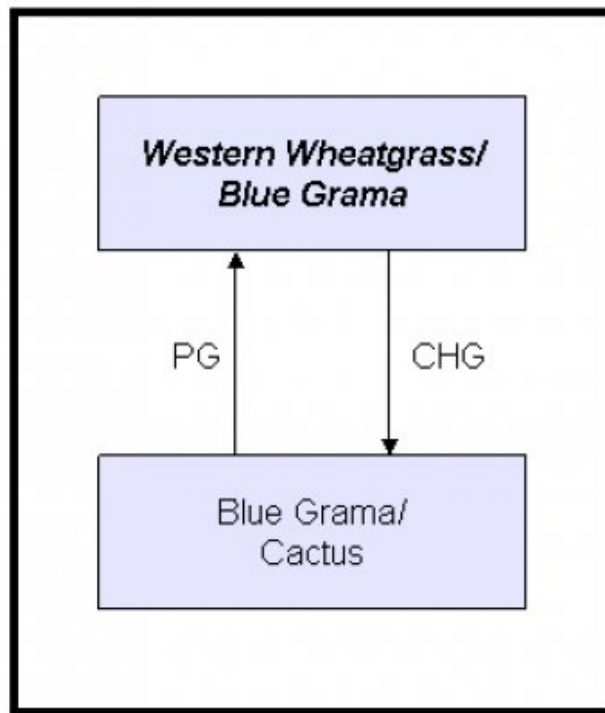 Western Wheatgrass/
Blue Grama
PG
CHG
Blue Grama/
Cactus